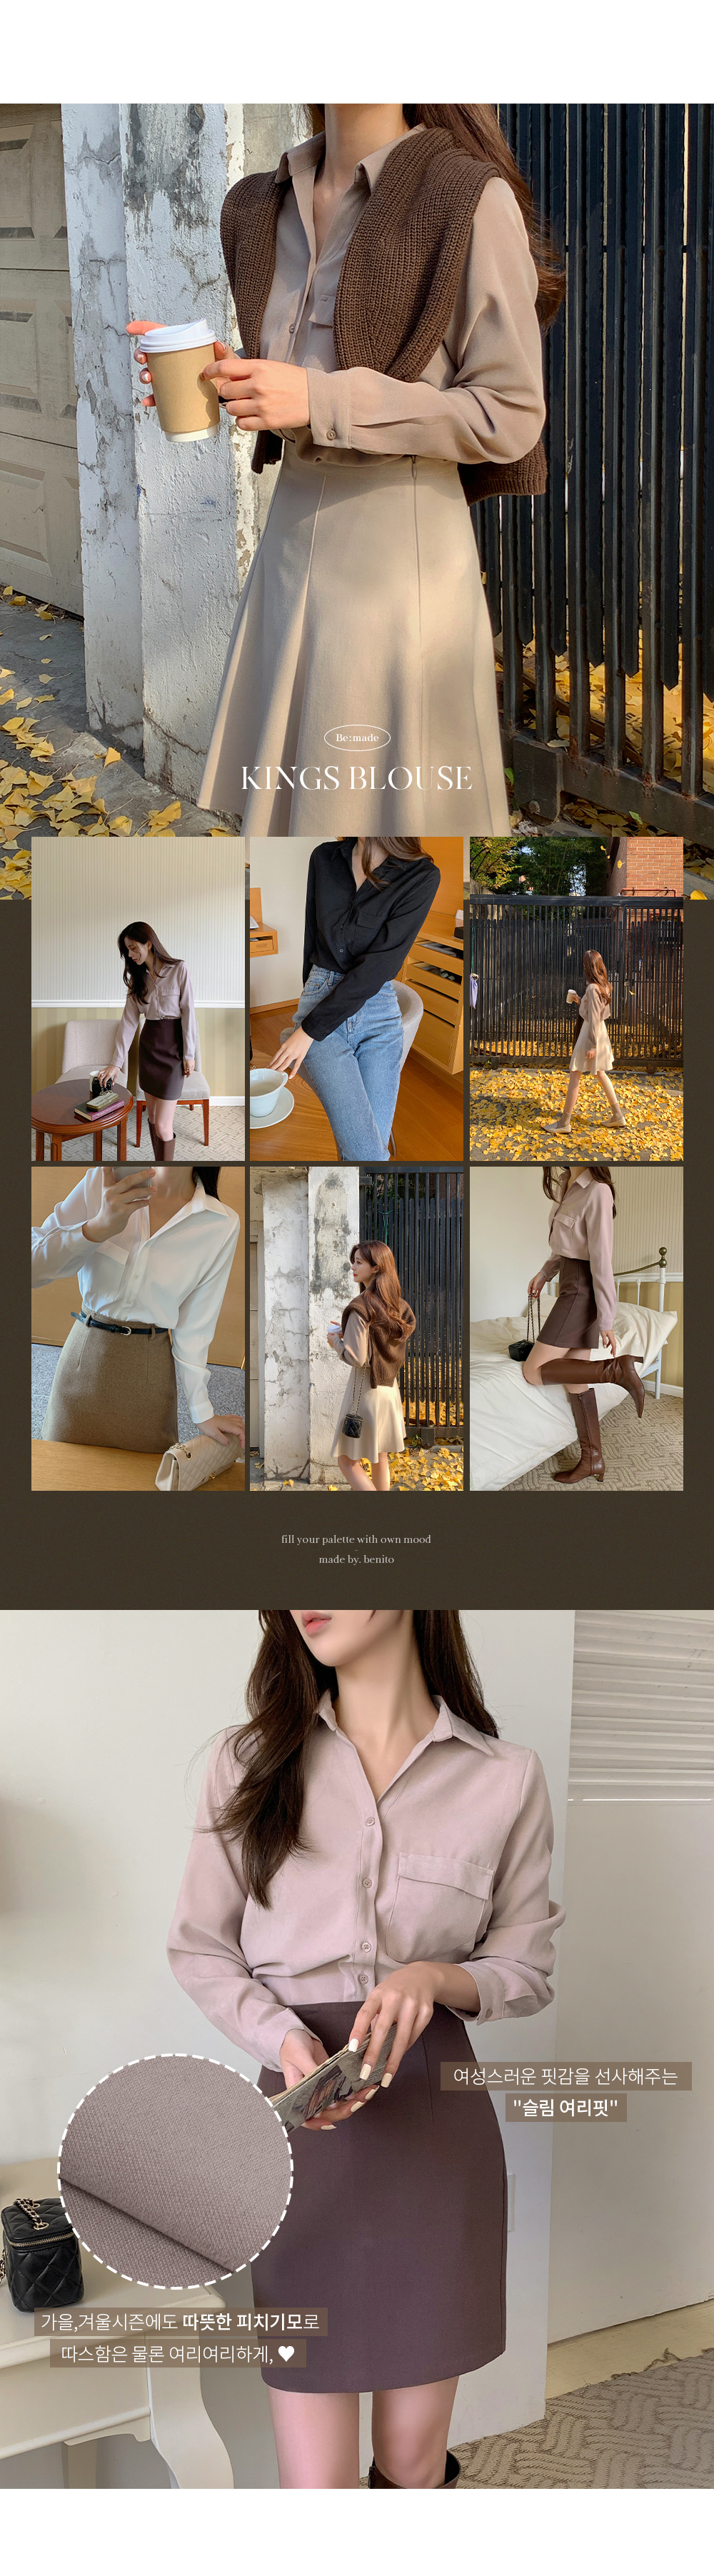 Be:made
KINGS BLOUSE
fill your palette with own mood
-
made by. benito
여성스러운 핏감을 선사해주는
"슬림 여리핏"
가을,겨울시즌에도 따뜻한 피치기모로
따스함은 물론 여리여리하게, ♥